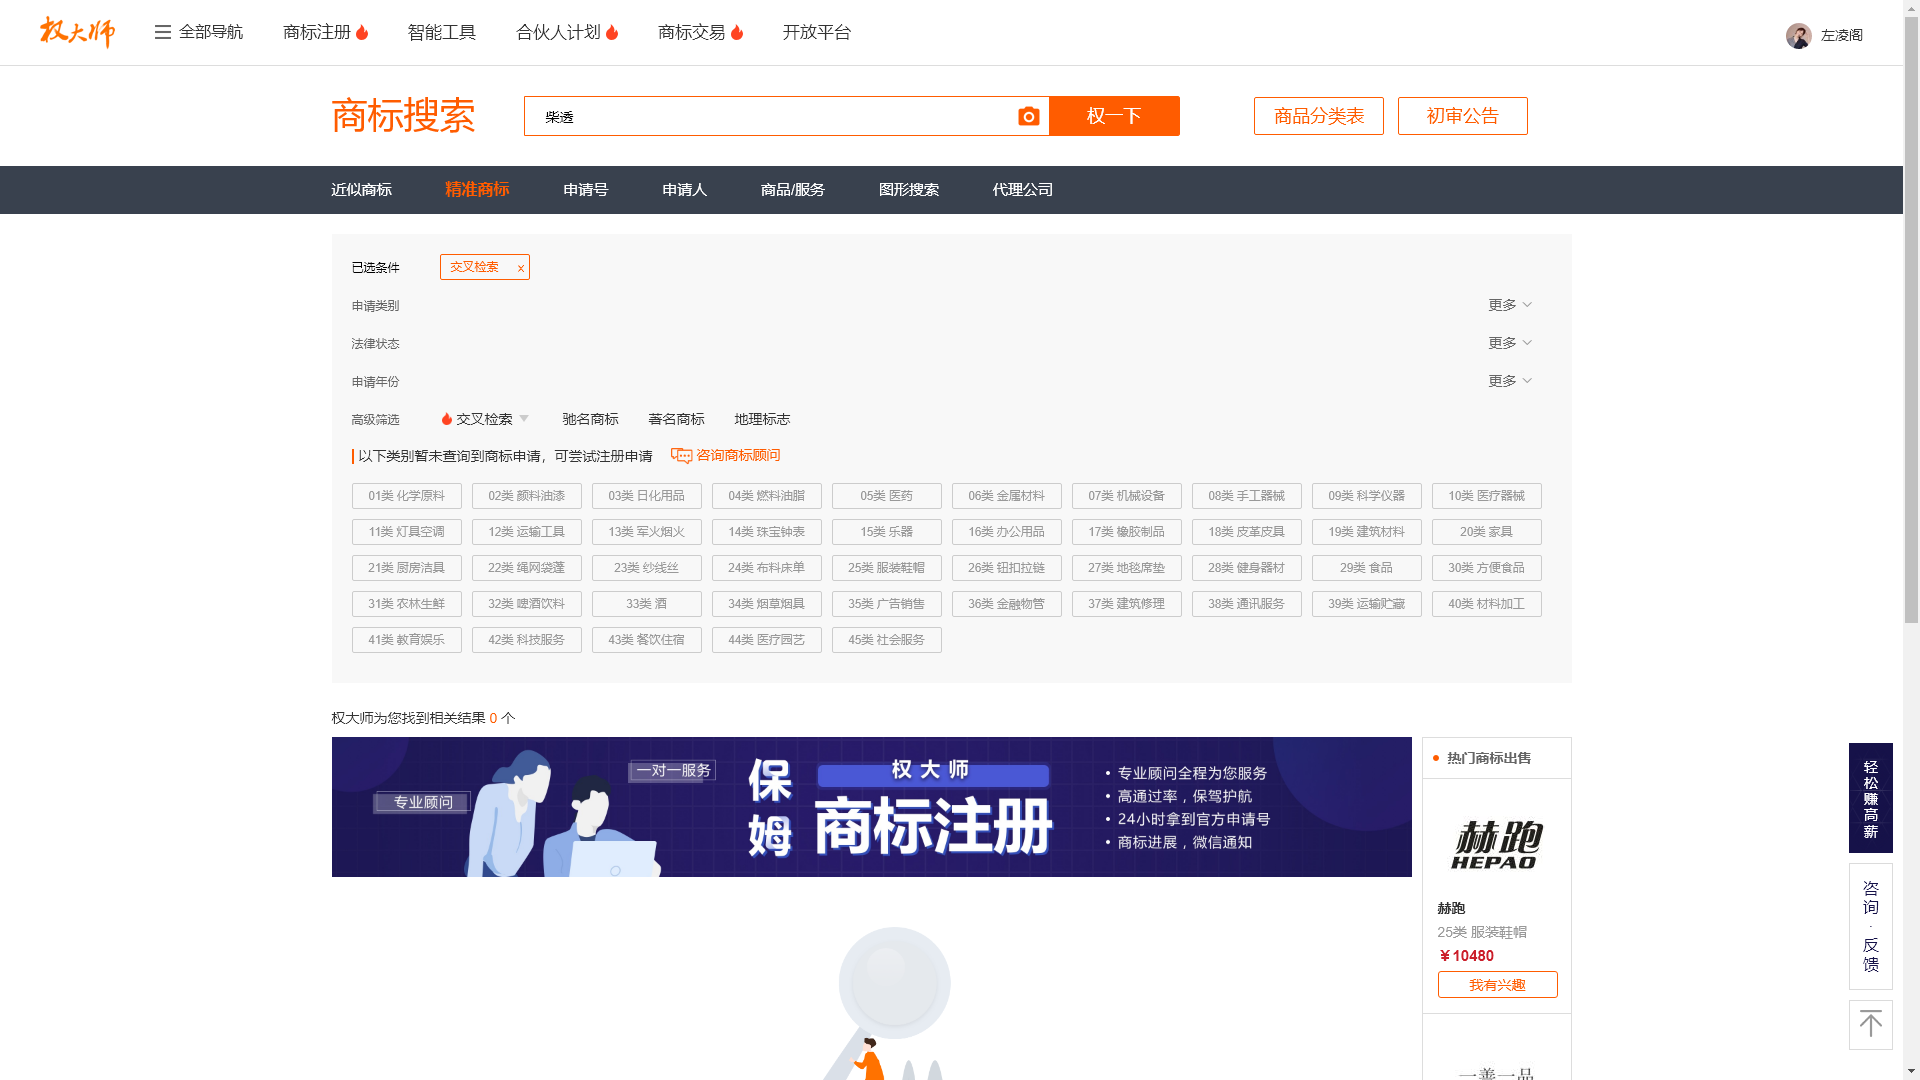 权大师 全部导航 商标注册 智能工具 合伙人计划 商标交易 开放平台 左凌阁
商标搜索 柴透 权一下 商品分类表 初审公告
近似商标 精准商标 申请号 申请人 商品/服务 图形搜索 代理公司
已选条件 交叉检索 x
申请类别 更多
法律状态 更多
申请年份 更多
高级筛选 交叉检索 驰名商标 著名商标 地理标志
以下类别暂未查询到商标申请，可尝试注册申请 咨询商标顾问
01类 化学原料 02类 颜料油漆 03类 日化用品 04类 燃料油脂 05类 医药 06类 金属材料 07类 机械设备 08类 手工器械 09类 科学仪器 10类 医疗器械
11类 灯具空调 12类 运输工具 13类 军火烟火 14类 珠宝钟表 15类 乐器 16类 办公用品 17类 橡胶制品 18类 皮革皮具 19类 建筑材料 20类 家具
21类 厨房洁具 22类 绳网袋蓬 23类 纱线丝 24类 布料床单 25类 服装鞋帽 26类 钮扣拉链 27类 地毯席垫 28类 健身器材 29类 食品 30类 方便食品
31类 农林生鲜 32类 啤酒饮料 33类 酒 34类 烟草烟具 35类 广告销售 36类 金融物管 37类 建筑修理 38类 通讯服务 39类 运输贮藏 40类 材料加工
41类 教育娱乐 42类 科技服务 43类 餐饮住宿 44类 医疗园艺 45类 社会服务
权大师为您找到相关结果 0 个
专业顾问
一对一服务
保姆
权大师
商标注册
• 专业顾问全程为您服务
• 高通过率，保驾护航
• 24小时拿到官方申请号
• 商标进展，微信通知
热门商标出售
赫跑
HEPAO
赫跑
25类 服装鞋帽
￥10480
我有兴趣
一善一品
轻松赚高薪
咨询·反馈